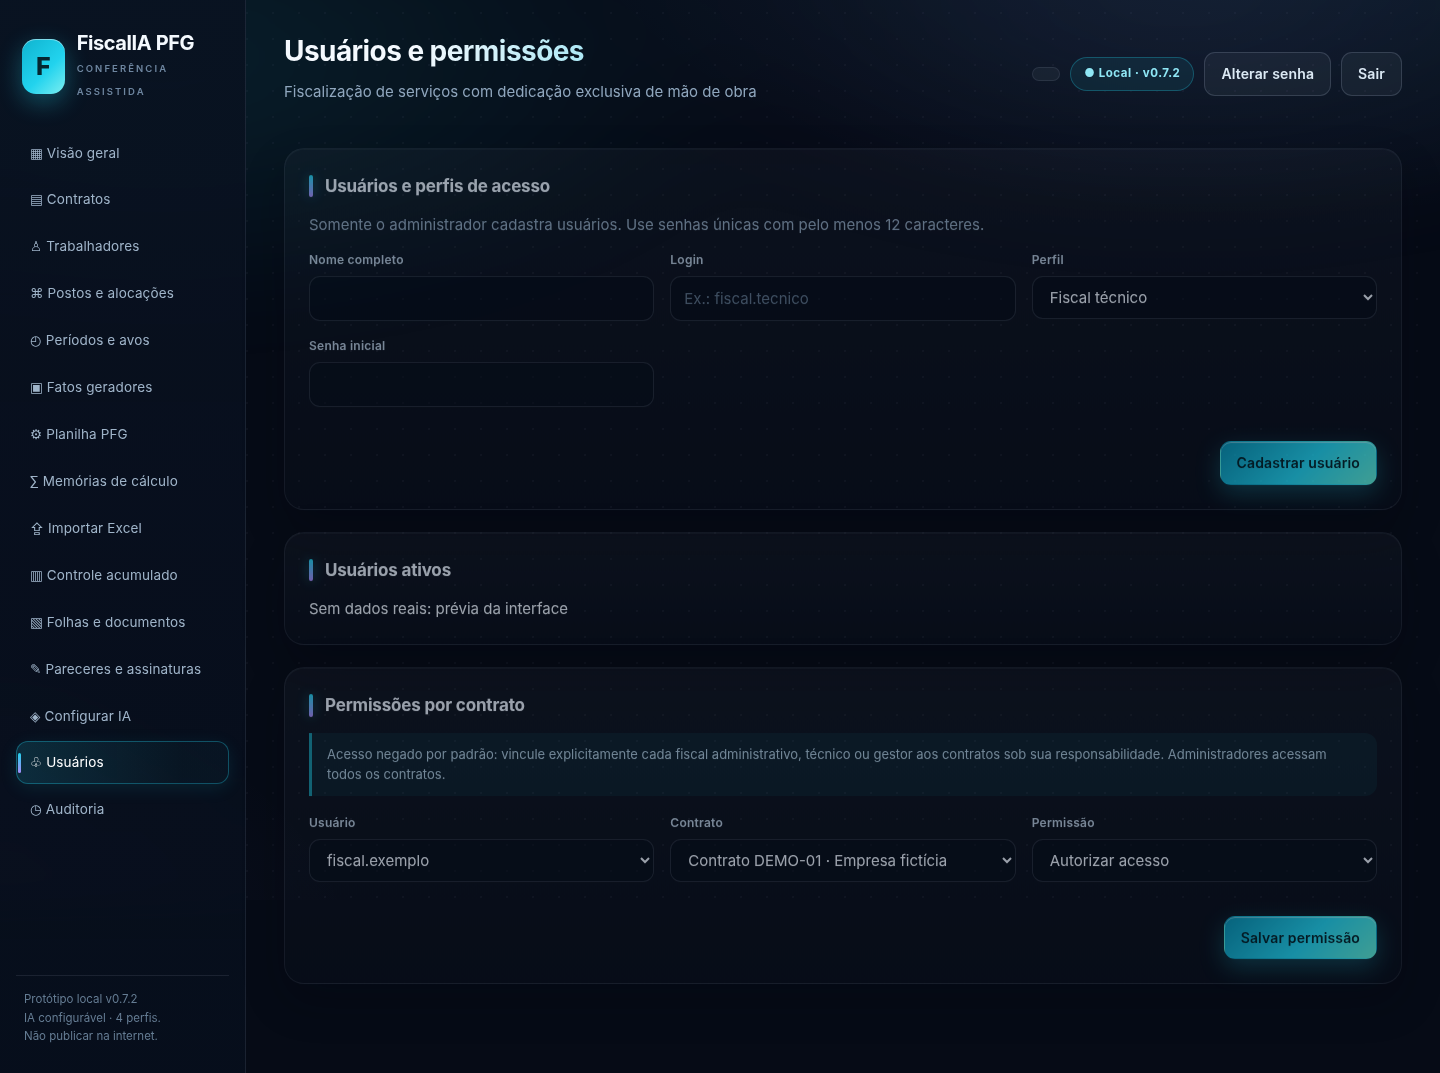 F
FiscalIA PFG
CONFERÊNCIA
ASSISTIDA
▦ Visão geral
▤ Contratos
♙ Trabalhadores
⌘ Postos e alocações
◴ Períodos e avos
▣ Fatos geradores
⚙ Planilha PFG
∑ Memórias de cálculo
⇪ Importar Excel
▥ Controle acumulado
▧ Folhas e documentos
✎ Pareceres e assinaturas
◈ Configurar IA
♧ Usuários
◷ Auditoria
Protótipo local v0.7.2
IA configurável · 4 perfis.
Não publicar na internet.
Usuários e permissões
Fiscalização de serviços com dedicação exclusiva de mão de obra
● Local · v0.7.2
Alterar senha
Sair
Usuários e perfis de acesso
Somente o administrador cadastra usuários. Use senhas únicas com pelo menos 12 caracteres.
Nome completo
Login
Ex.: fiscal.tecnico
Perfil
Fiscal técnico
Senha inicial
Cadastrar usuário
Usuários ativos
Sem dados reais: prévia da interface
Permissões por contrato
Acesso negado por padrão: vincule explicitamente cada fiscal administrativo, técnico ou gestor aos contratos sob sua responsabilidade. Administradores acessam
todos os contratos.
Usuário
fiscal.exemplo
Contrato
Contrato DEMO-01 · Empresa fictícia
Permissão
Autorizar acesso
Salvar permissão